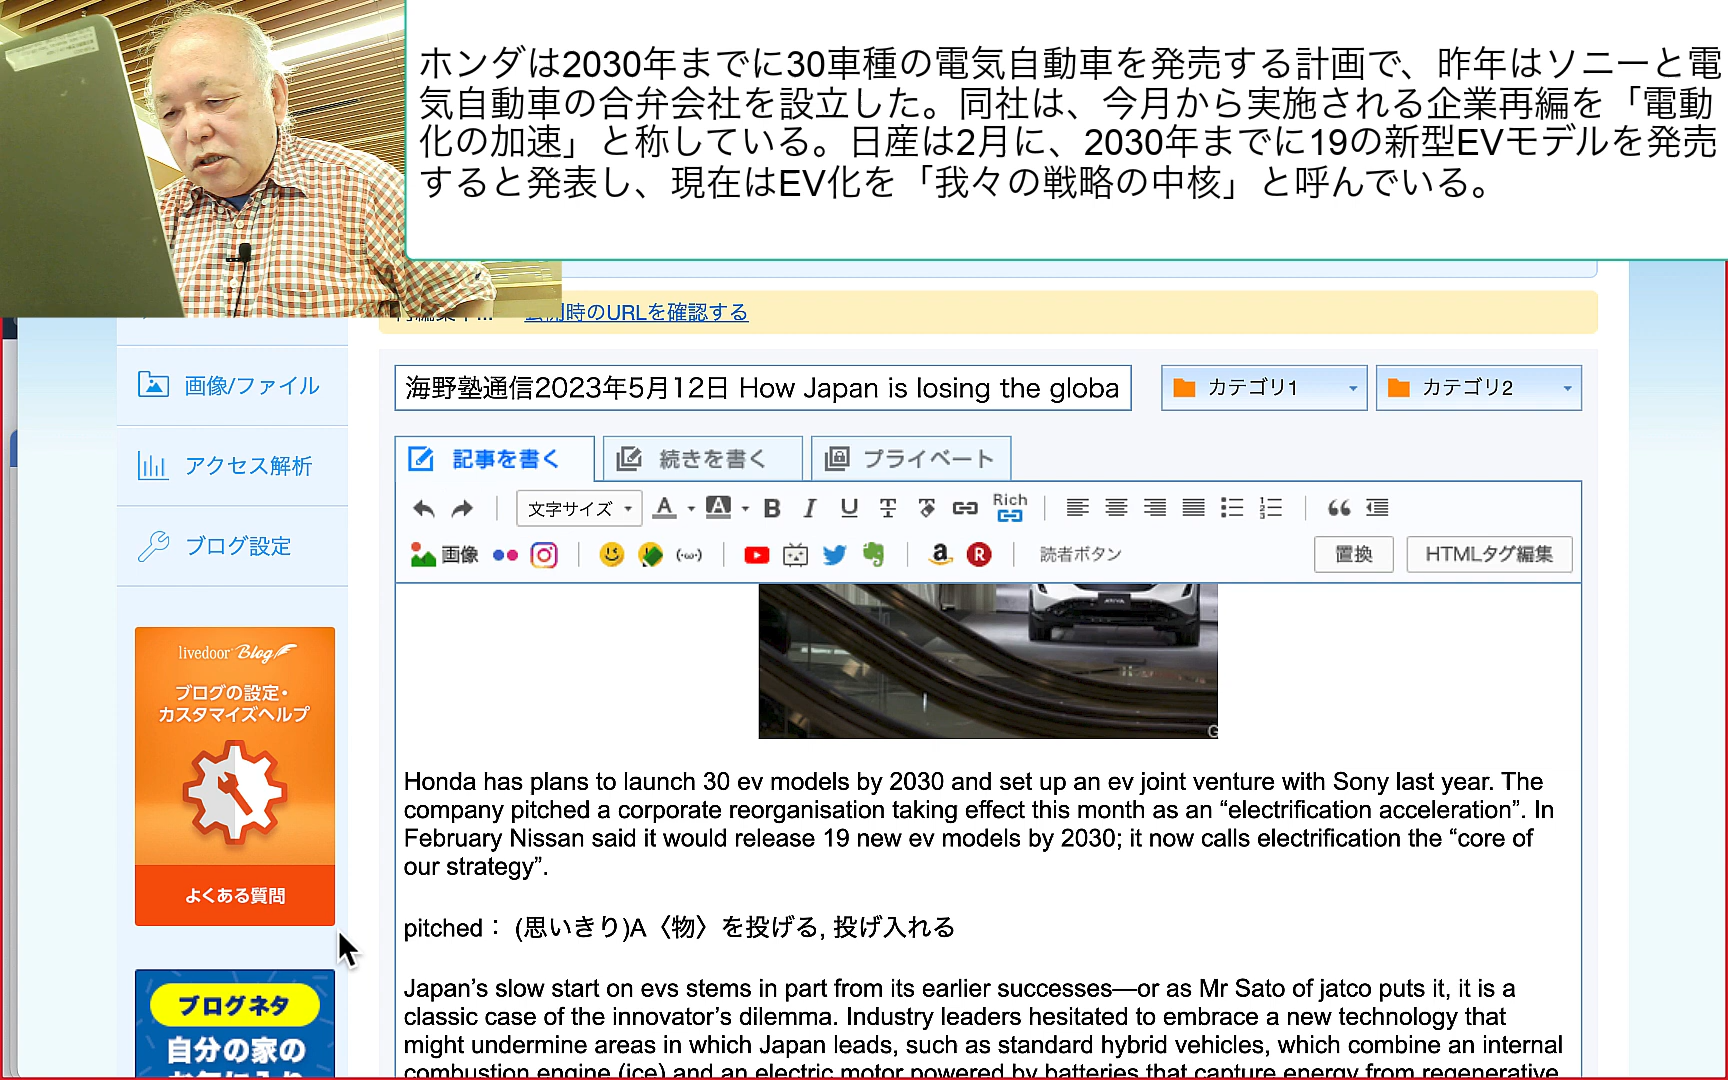 ホンダは2030年までに30車種の電気自動車を発売する計画で、昨年はソニーと電
気自動車の合弁会社を設立した。同社は、今月から実施される企業再編を「電動
化の加速」と称している。日産は2月に、2030年までに19の新型EVモデルを発売
すると発表し、現在はEV化を「我々の戦略の中核」と呼んでいる。
時のURLを確認する
画像/ファイル
アクセス解析
ブログ設定
海野塾通信2023年5月12日 How Japan is losing the globa
カテゴリ1
カテゴリ2
記事を書く
続きを書く
プライベート
文字サイズ
Rich
画像
読者ボタン
置換
HTMLタグ編集
livedoor Blog
ブログの設定・
カスタマイズヘルプ
よくある質問
ブログネタ
自分の家の
ARIYA
Honda has plans to launch 30 ev models by 2030 and set up an ev joint venture with Sony last year. The
company pitched a corporate reorganisation taking effect this month as an “electrification acceleration”. In
February Nissan said it would release 19 new ev models by 2030; it now calls electrification the “core of
our strategy”.
pitched： (思いきり)A〈物〉を投げる, 投げ入れる
Japan’s slow start on evs stems in part from its earlier successes—or as Mr Sato of jatco puts it, it is a
classic case of the innovator’s dilemma. Industry leaders hesitated to embrace a new technology that
might undermine areas in which Japan leads, such as standard hybrid vehicles, which combine an internal
combustion engine (ice) and an electric motor powered by batteries that capture energy from regenerative